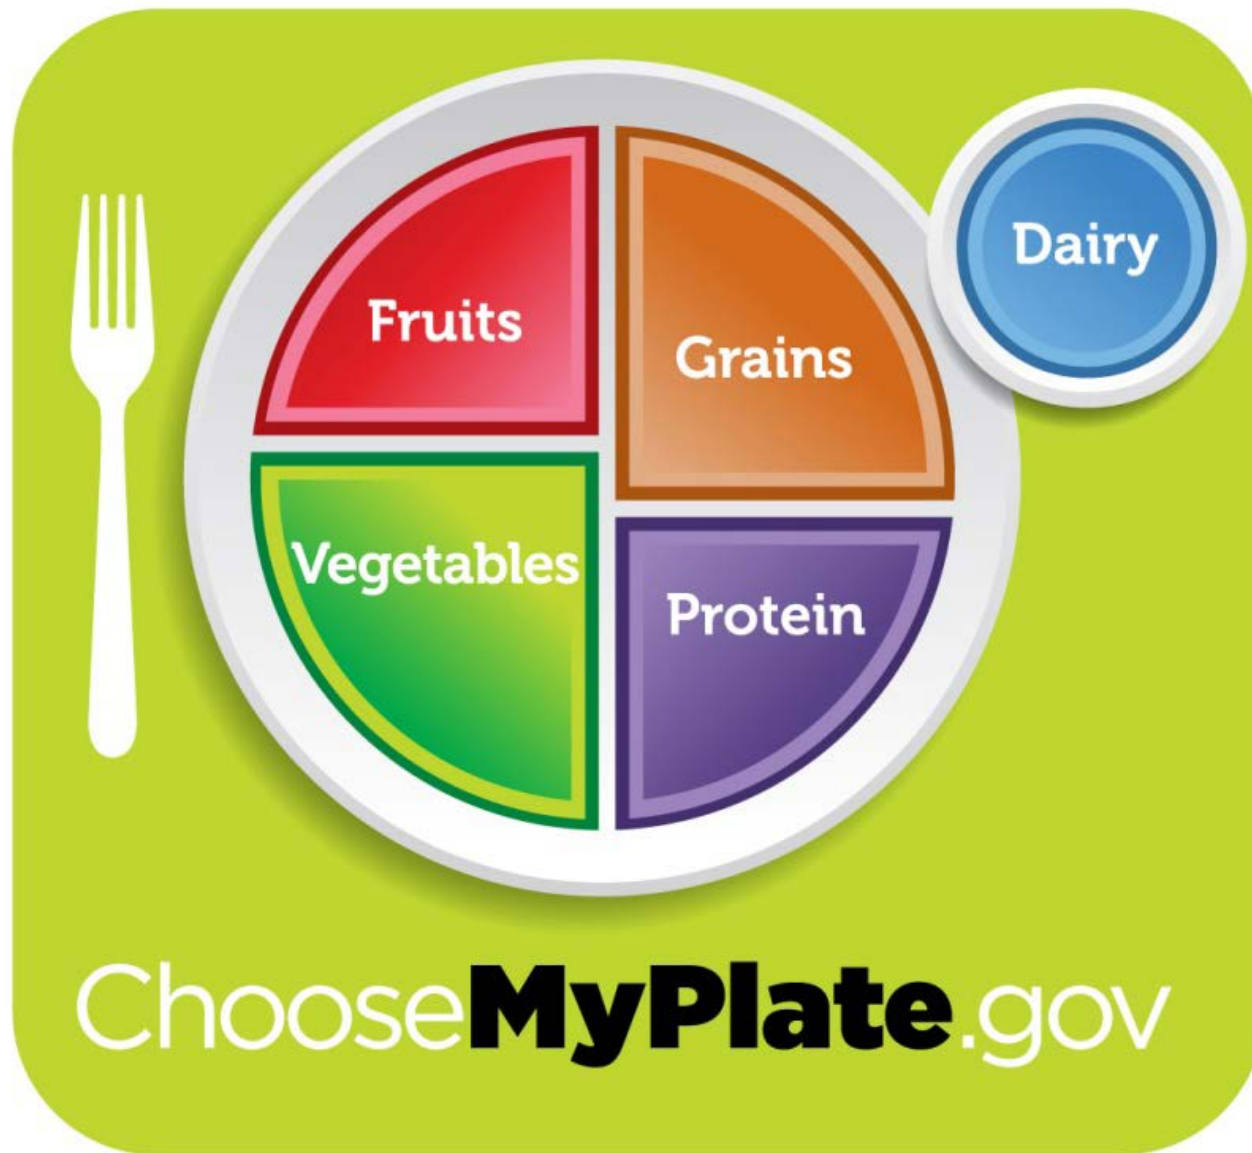 Fruits
Grains
Dairy
Vegetables
Protein
ChooseMyPlate.gov